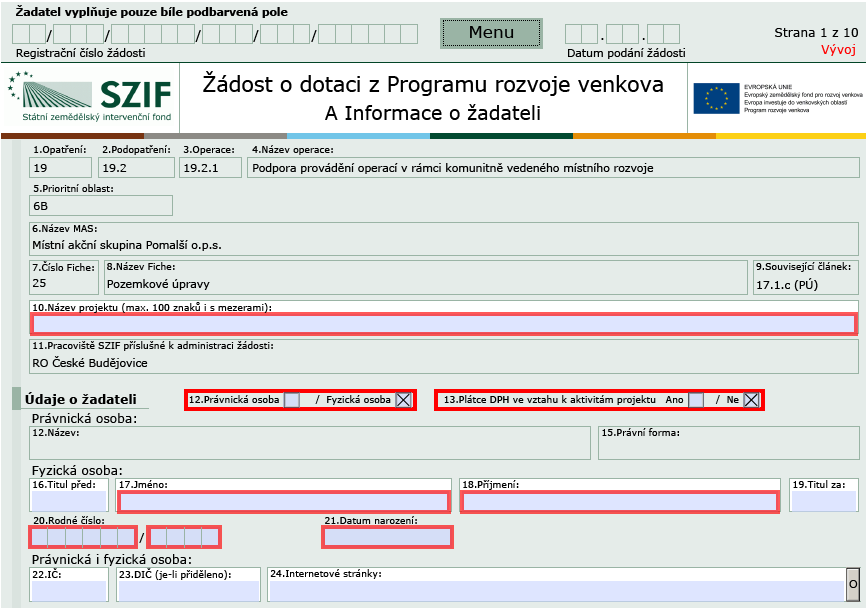 Žadatel vyplňuje pouze bíle podbarvená pole
/ / / / /
Registrační číslo žádosti
Menu
. .
Datum podání žádosti
Strana 1 z 10
Vývoj
SZIF
Státní zemědělský intervenční fond
Žádost o dotaci z Programu rozvoje venkova
A Informace o žadateli
EVROPSKÁ UNIE
Evropský zemědělský fond pro rozvoj venkova
Evropa investuje do venkovských oblastí
Program rozvoje venkova
1.Opatření: 2.Podopatření: 3.Operace: 4.Název operace:
19 19.2 19.2.1 Podpora provádění operací v rámci komunitně vedeného místního rozvoje
5.Prioritní oblast:
6B
6.Název MAS:
Místní akční skupina Pomalší o.p.s.
7.Číslo Fiche: 8.Název Fiche: 9.Související článek:
25 Pozemkové úpravy 17.1.c (PÚ)
10.Název projektu (max. 100 znaků i s mezerami):
11.Pracoviště SZIF příslušné k administraci žádosti:
RO České Budějovice
Údaje o žadateli 12.Právnická osoba / Fyzická osoba 13.Plátce DPH ve vztahu k aktivitám projektu Ano / Ne
Právnická osoba:
12.Název: 15.Právní forma:
Fyzická osoba:
16.Titul před: 17.Jméno: 18.Příjmení: 19.Titul za:
20.Rodné číslo: 21.Datum narození:
/
Právnická i fyzická osoba:
22.IČ: 23.DIČ (je-li přiděleno): 24.Internetové stránky:
O